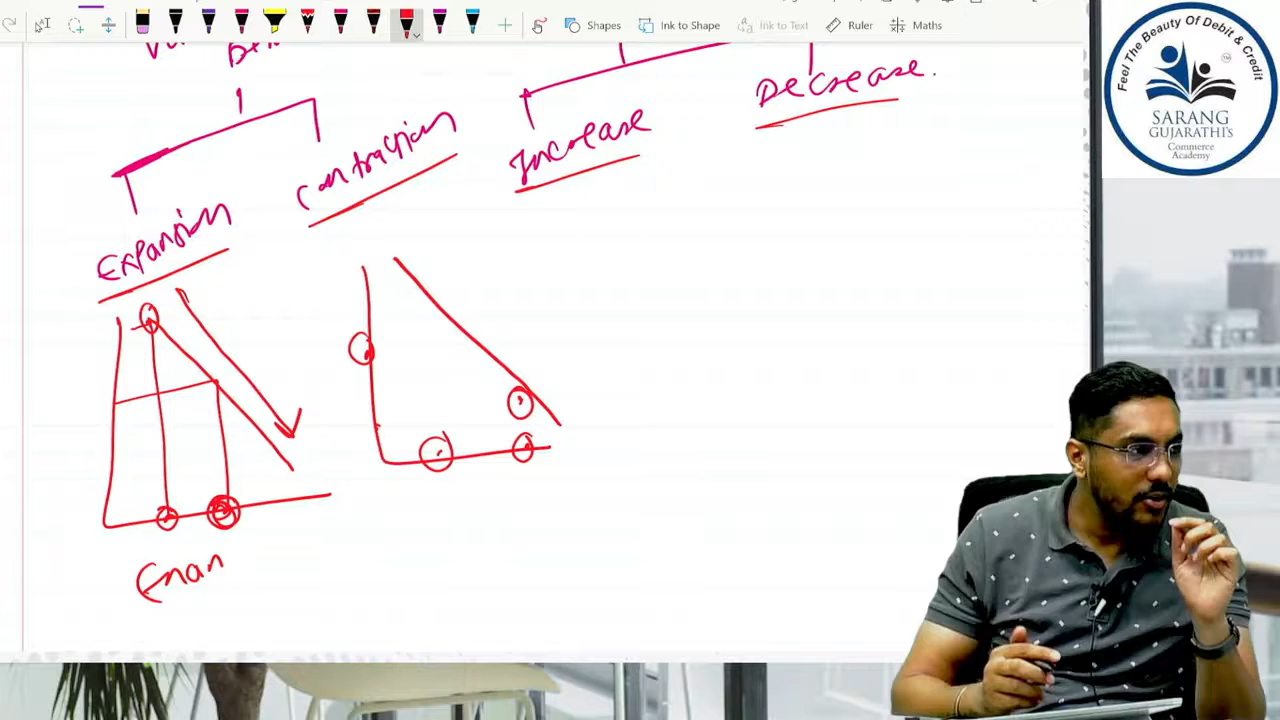 Shapes
Ink to Shape
Ink to Text
Ruler
Maths
Decrease.
Increase
Contraction
Expansion
Feel The Beauty Of Debit & Credit
TM
SARANG
GUJARATHI's
Commerce
Academy